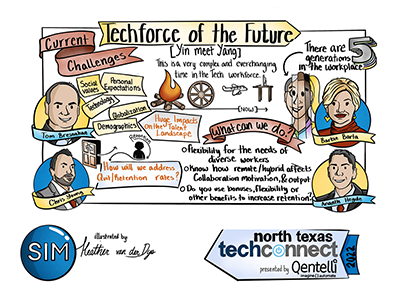 Techforce of the Future
[Yin meet Yang]
Current
Challenges
This is a very complex and everchanging
time in the Tech workforce.
There are
5
generations
in the workplace
Social
values
Personal
Expectations
Technology
Globalization
Demographics
Huge Impacts
on the Talent
Landscape
[NOW]
Tom Bresnahan
Barbat Barta
What can we do?
• Flexibility for the needs of
diverse workers
• Know how remote/hybrid affects
Collaboration, motivation, & output
• Do you use bonuses, flexibility or
other benefits to increase retention?
How will we address
Quit/Retention rates?
Chris
Ananth Hegde
SIM
illustrated by
Heather van der Dys
north texas
techconnect
2022
presented by Qentelli
imagine
automate